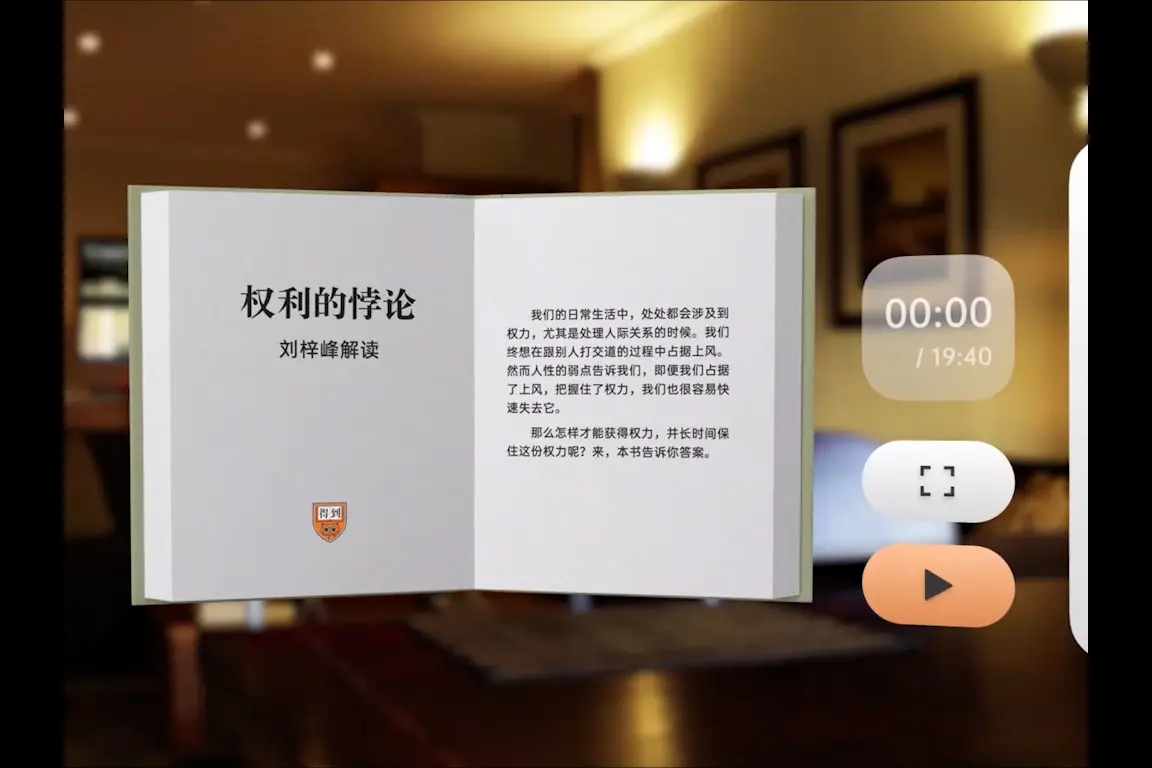 权利的悖论
刘梓峰解读
得到
我们的日常生活中，处处都会涉及到
权力，尤其是处理人际关系的时候。我们
终想在跟别人打交道的过程中占据上风。
然而人性的弱点告诉我们，即便我们占据
了上风，把握住了权力，我们也很容易快
速失去它。
那么怎样才能获得权力，并长时间保
住这份权力呢？来，本书告诉你答案。
00:00
/ 19:40